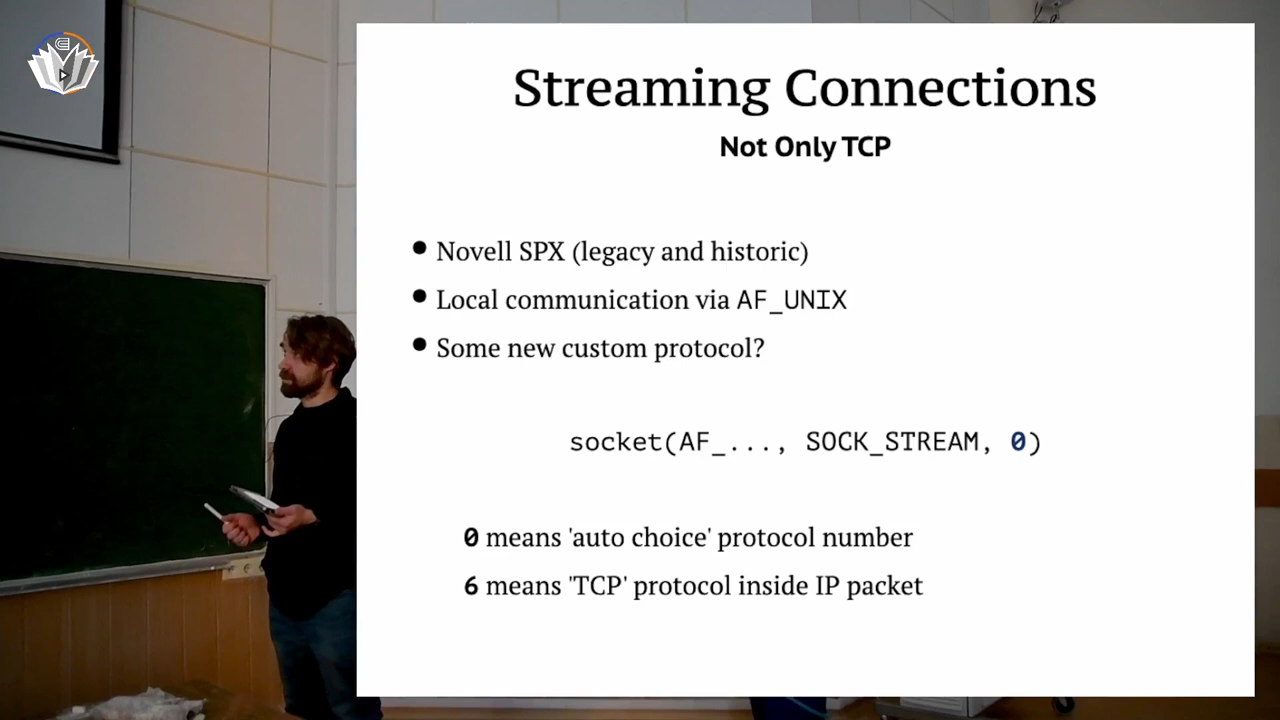 Streaming Connections
Not Only TCP
• Novell SPX (legacy and historic)
• Local communication via AF_UNIX
• Some new custom protocol?
socket(AF_..., SOCK_STREAM, 0)
0 means 'auto choice' protocol number
6 means 'TCP' protocol inside IP packet